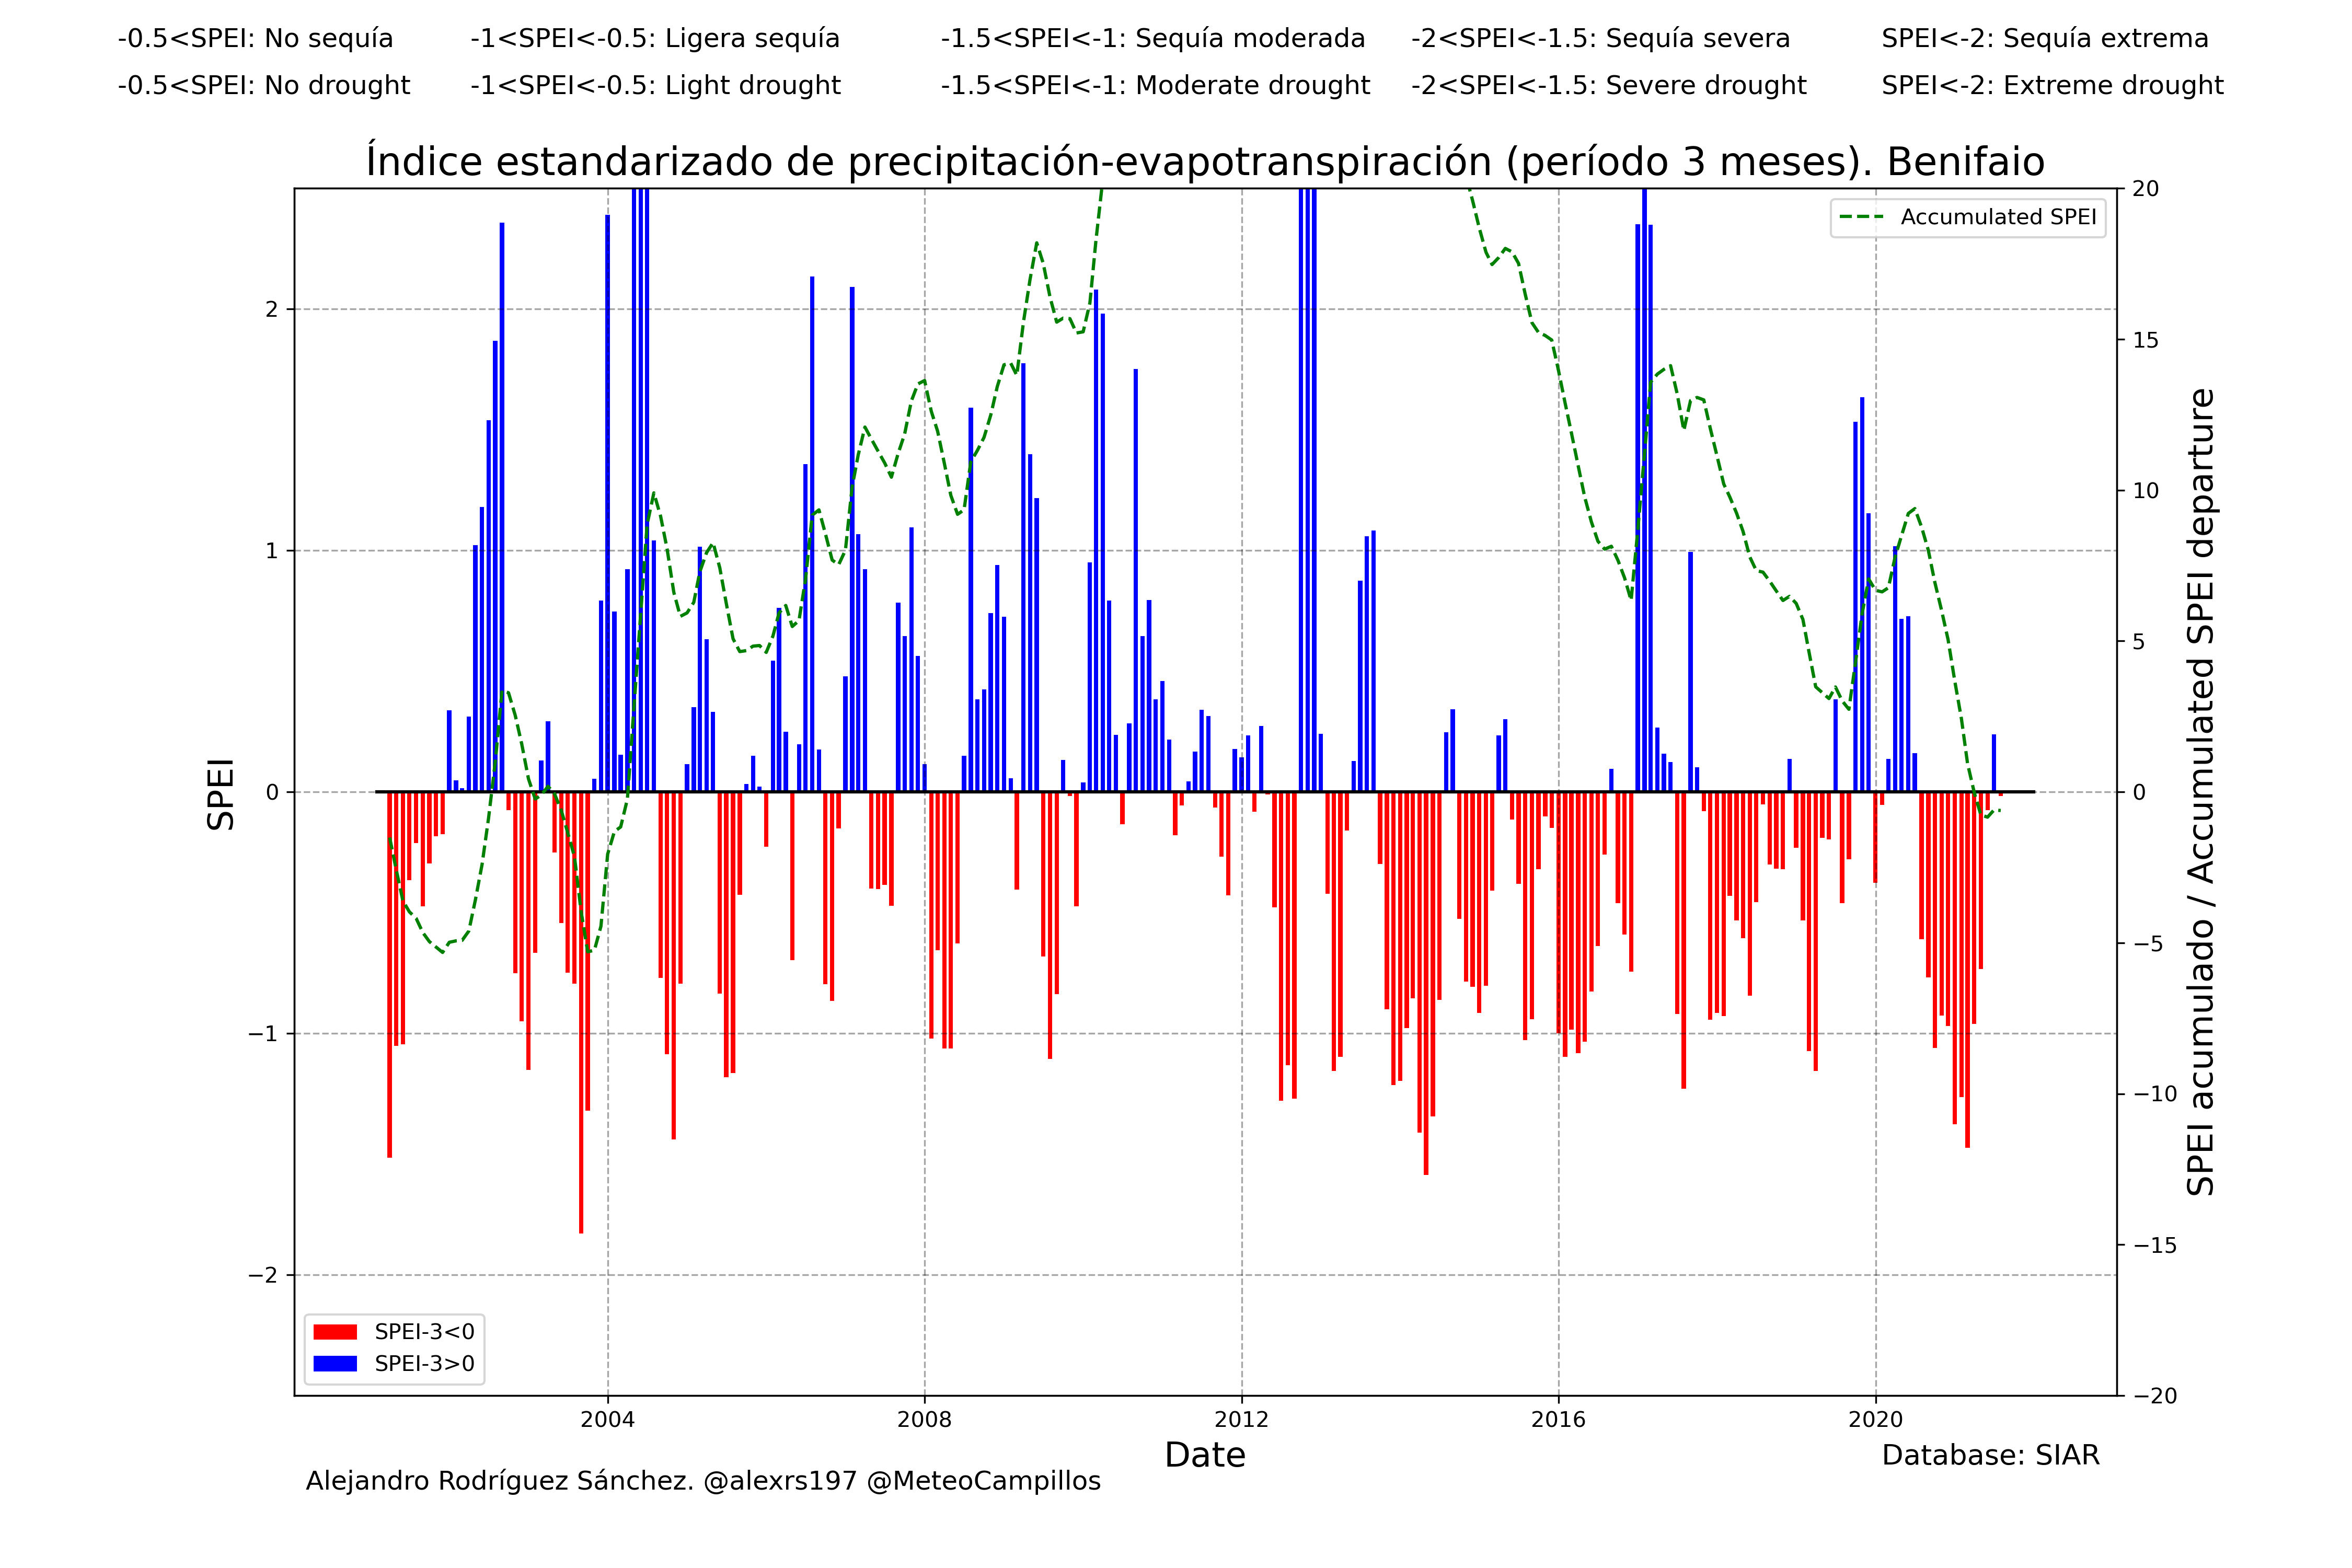 -0.5<SPEI: No sequía -1<SPEI<-0.5: Ligera sequía -1.5<SPEI<-1: Sequía moderada -2<SPEI<-1.5: Sequía severa SPEI<-2: Sequía extrema
-0.5<SPEI: No drought -1<SPEI<-0.5: Light drought -1.5<SPEI<-1: Moderate drought -2<SPEI<-1.5: Severe drought SPEI<-2: Extreme drought
Índice estandarizado de precipitación-evapotranspiración (período 3 meses). Benifaio
Accumulated SPEI
SPEI
2
1
0
−1
−2
20
15
10
5
0
−5
−10
−15
−20
SPEI acumulado / Accumulated SPEI departure
SPEI-3<0
SPEI-3>0
2004 2008 2012 2016 2020
Date
Database: SIAR
Alejandro Rodríguez Sánchez. @alexrs197 @MeteoCampillos